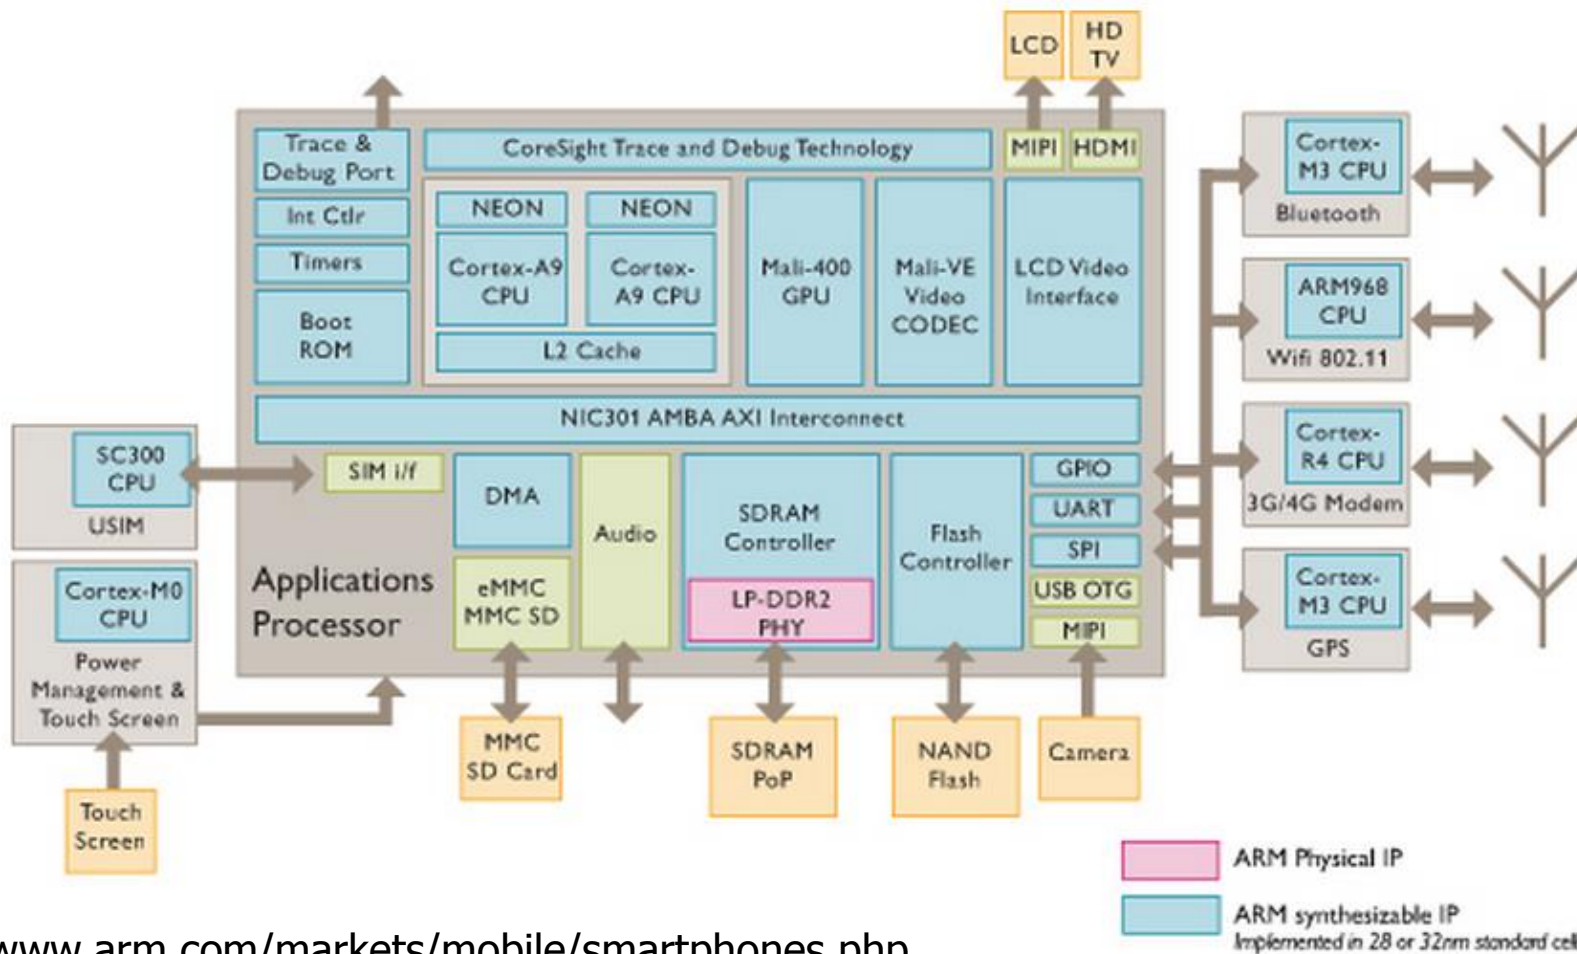 LCD
HD
TV
Trace &
Debug Port
CoreSight Trace and Debug Technology
MIPI
HDMI
Int Ctlr
Timers
Boot
ROM
NEON
NEON
Cortex-A9
CPU
Cortex-
A9 CPU
L2 Cache
Mali-400
GPU
Mali-VE
Video
CODEC
LCD Video
Interface
Cortex-
M3 CPU
Bluetooth
ARM968
CPU
Wifi 802.11
NIC301 AMBA AXI Interconnect
SC300
CPU
USIM
SIM i/f
DMA
Audio
SDRAM
Controller
LP-DDR2
PHY
Flash
Controller
GPIO
UART
SPI
USB OTG
MIPI
Cortex-
R4 CPU
3G/4G Modem
Cortex-
M3 CPU
GPS
Cortex-M0
CPU
Power
Management &
Touch Screen
Applications
Processor
eMMC
MMC SD
MMC
SD Card
SDRAM
PoP
NAND
Flash
Camera
Touch
Screen
ARM Physical IP
ARM synthesizable IP
Implemented in 28 or 32nm standard cell
www.arm.com/markets/mobile/smartphones.php